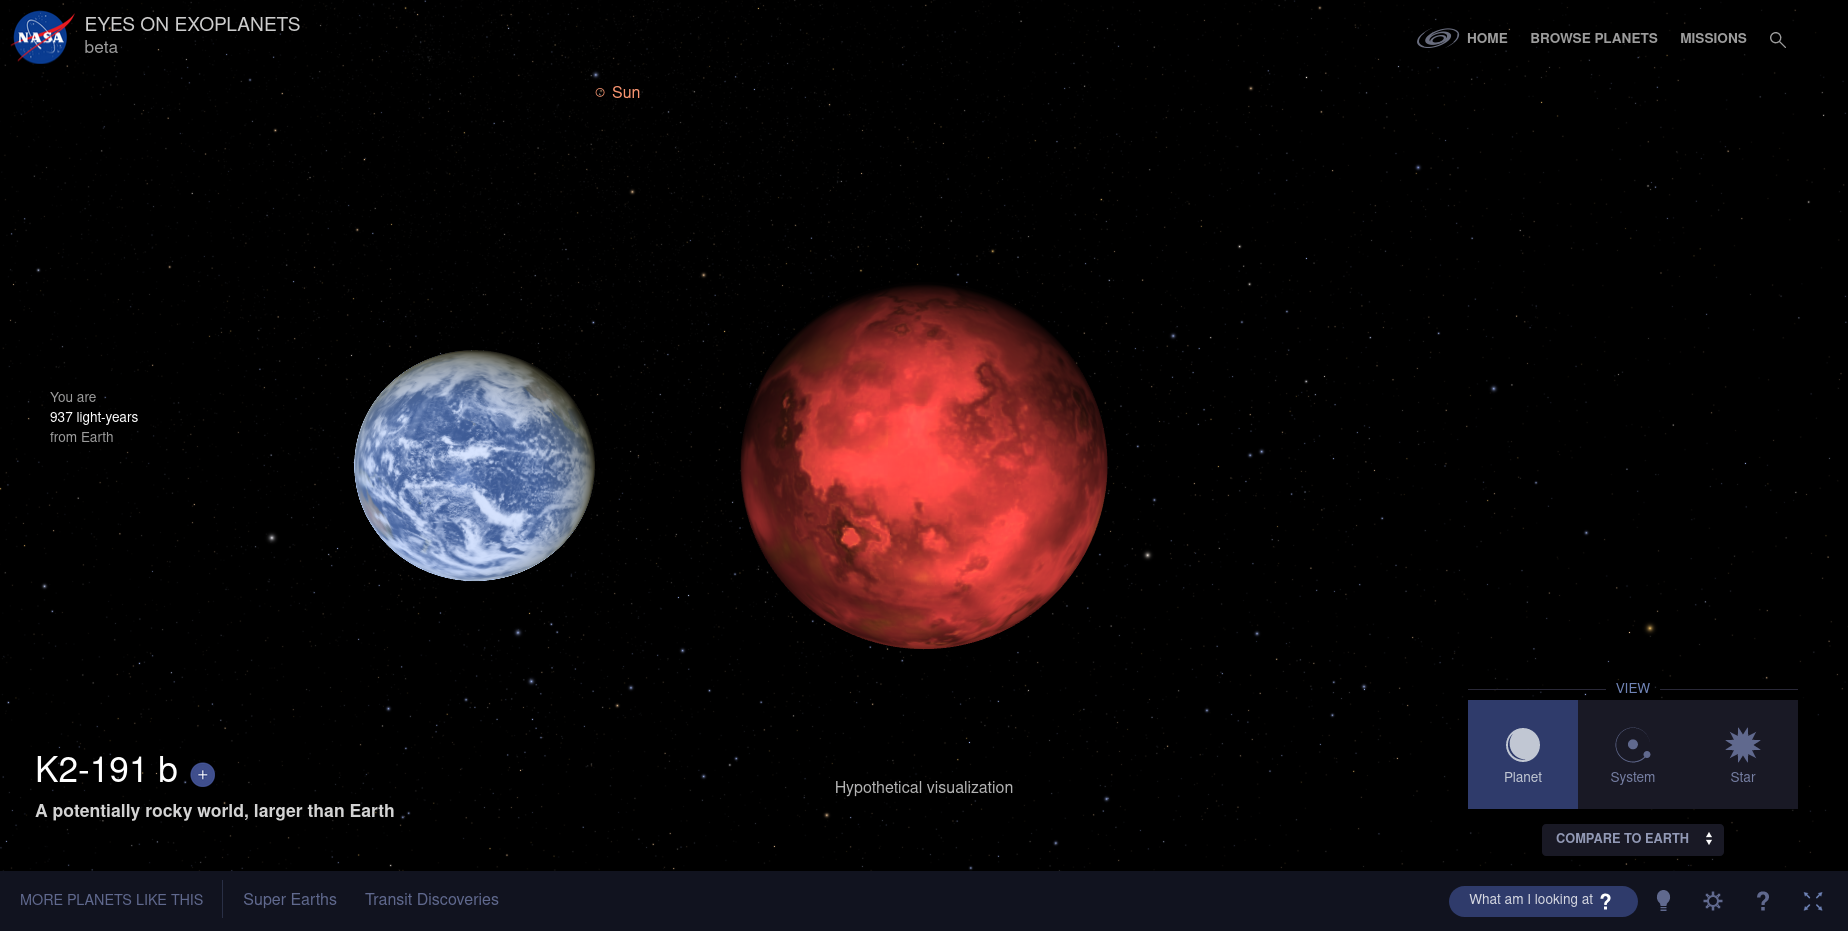 NASA
EYES ON EXOPLANETS
beta
HOME
BROWSE PLANETS
MISSIONS
Sun
You are
937 light-years
from Earth
K2-191 b +
A potentially rocky world, larger than Earth
Hypothetical visualization
VIEW
Planet
System
Star
COMPARE TO EARTH
MORE PLANETS LIKE THIS
Super Earths
Transit Discoveries
What am I looking at ?
?